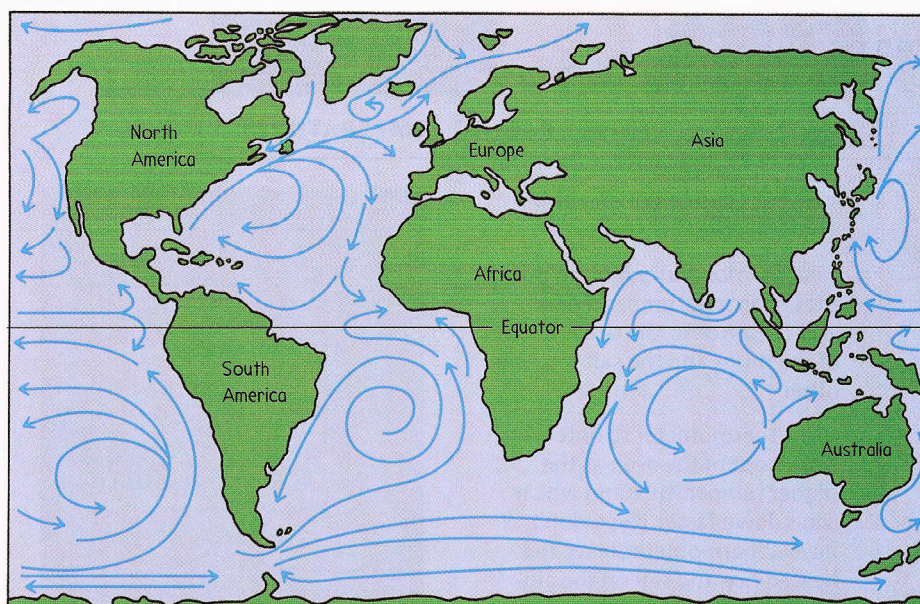 North
America
Europe
Asia
Africa
Equator
South
America
Australia